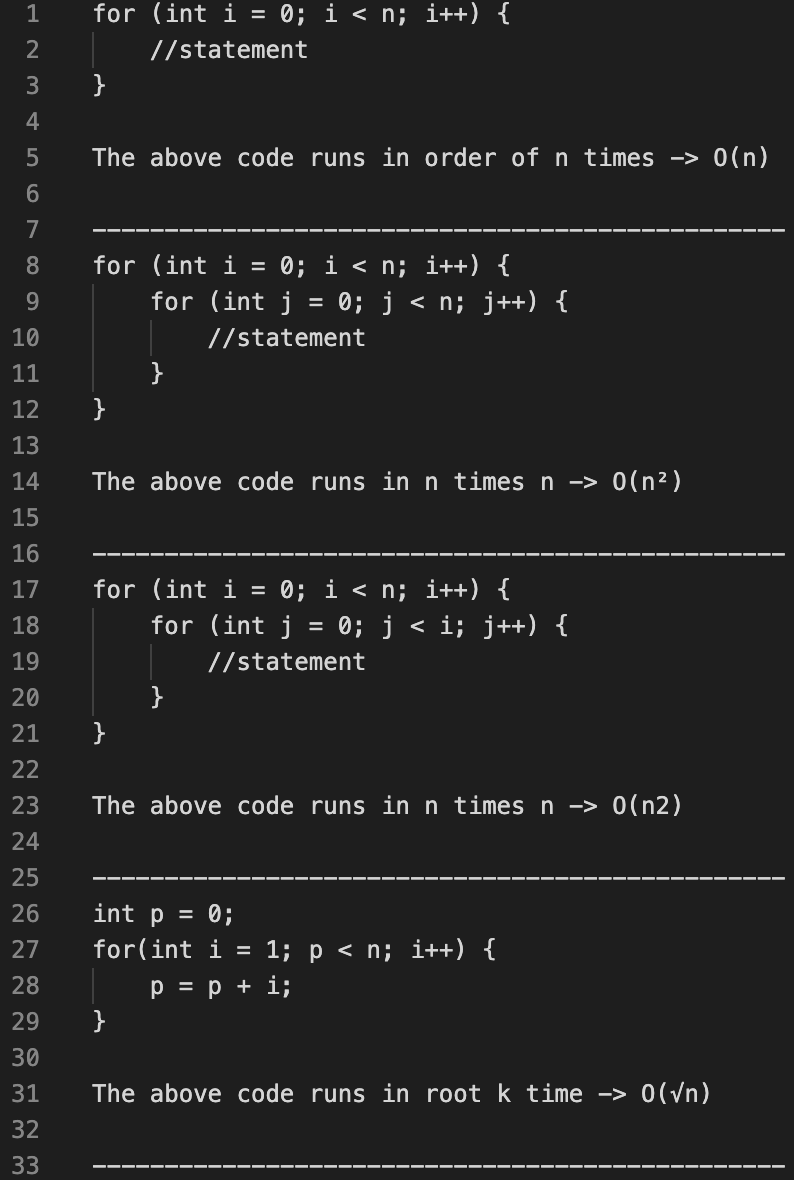 1 for (int i = 0; i < n; i++) {
2 //statement
3 }
4
5 The above code runs in order of n times -> O(n)
6
7 ------------------------------------------------
8 for (int i = 0; i < n; i++) {
9 for (int j = 0; j < n; j++) {
10 //statement
11 }
12 }
13
14 The above code runs in n times n -> O(n²)
15
16 ------------------------------------------------
17 for (int i = 0; i < n; i++) {
18 for (int j = 0; j < i; j++) {
19 //statement
20 }
21 }
22
23 The above code runs in n times n -> O(n2)
24
25 ------------------------------------------------
26 int p = 0;
27 for(int i = 1; p < n; i++) {
28 p = p + i;
29 }
30
31 The above code runs in root k time -> O(√n)
32
33 ------------------------------------------------